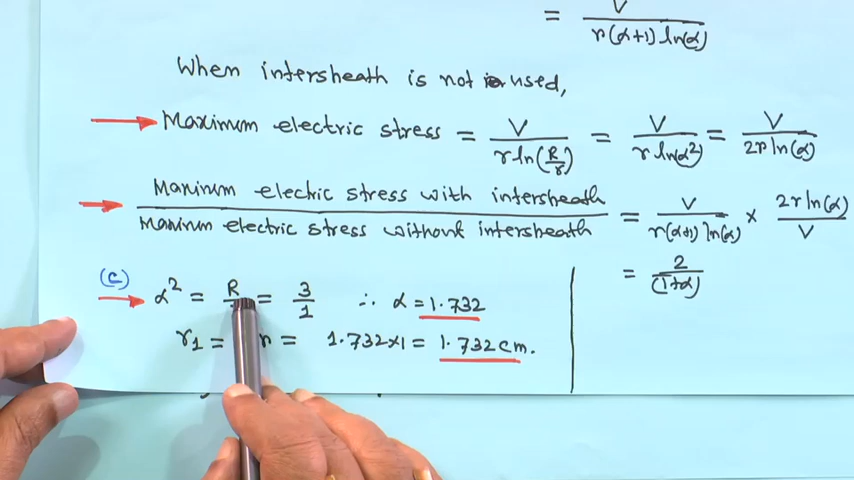 = V / r(α+1) ln(α)
When intersheath is not used,
Maximum electric stress = V / r ln(R/r) = V / r ln(α²) = V / 2r ln(α)
Maximum electric stress with intersheath / Maximum electric stress without intersheath = V / r(α+1) ln(α) × 2r ln(α) / V
= 2 / (1+α)
(c)
α² = R = 3/1 ∴ α = 1.732
r₁ = r = 1.732×1 = 1.732 cm.